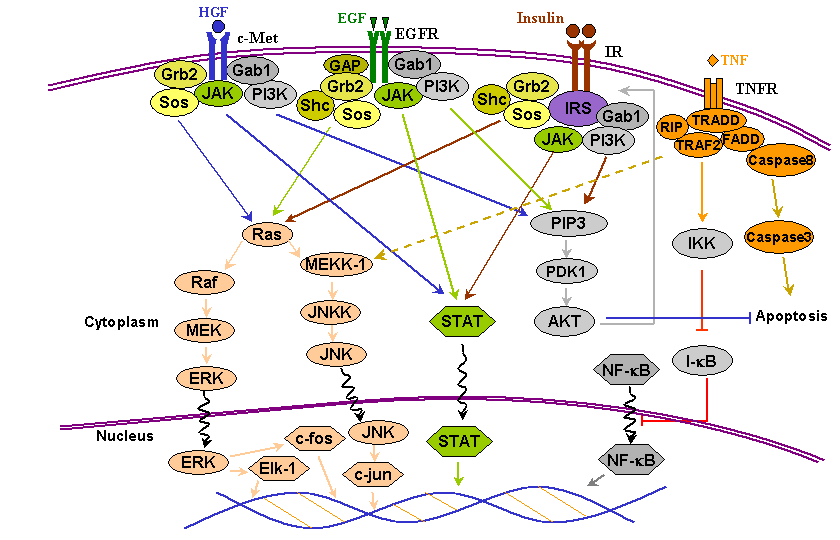 HGF
c-Met
EGF
EGFR
Insulin
IR
TNF
TNFR
Grb2
Gab1
Sos
JAK
PI3K
GAP
Gab1
Grb2
Shc
Sos
JAK
PI3K
Shc
Grb2
Sos
IRS
Gab1
JAK
PI3K
RIP
TRADD
TRAF2
FADD
Caspase8
Ras
PIP3
IKK
Caspase3
Raf
MEKK-1
PDK1
JNKK
Cytoplasm
MEK
STAT
AKT
Apoptosis
JNK
I-κB
ERK
NF-κB
Nucleus
JNK
c-fos
STAT
ERK
Elk-1
c-jun
NF-κB